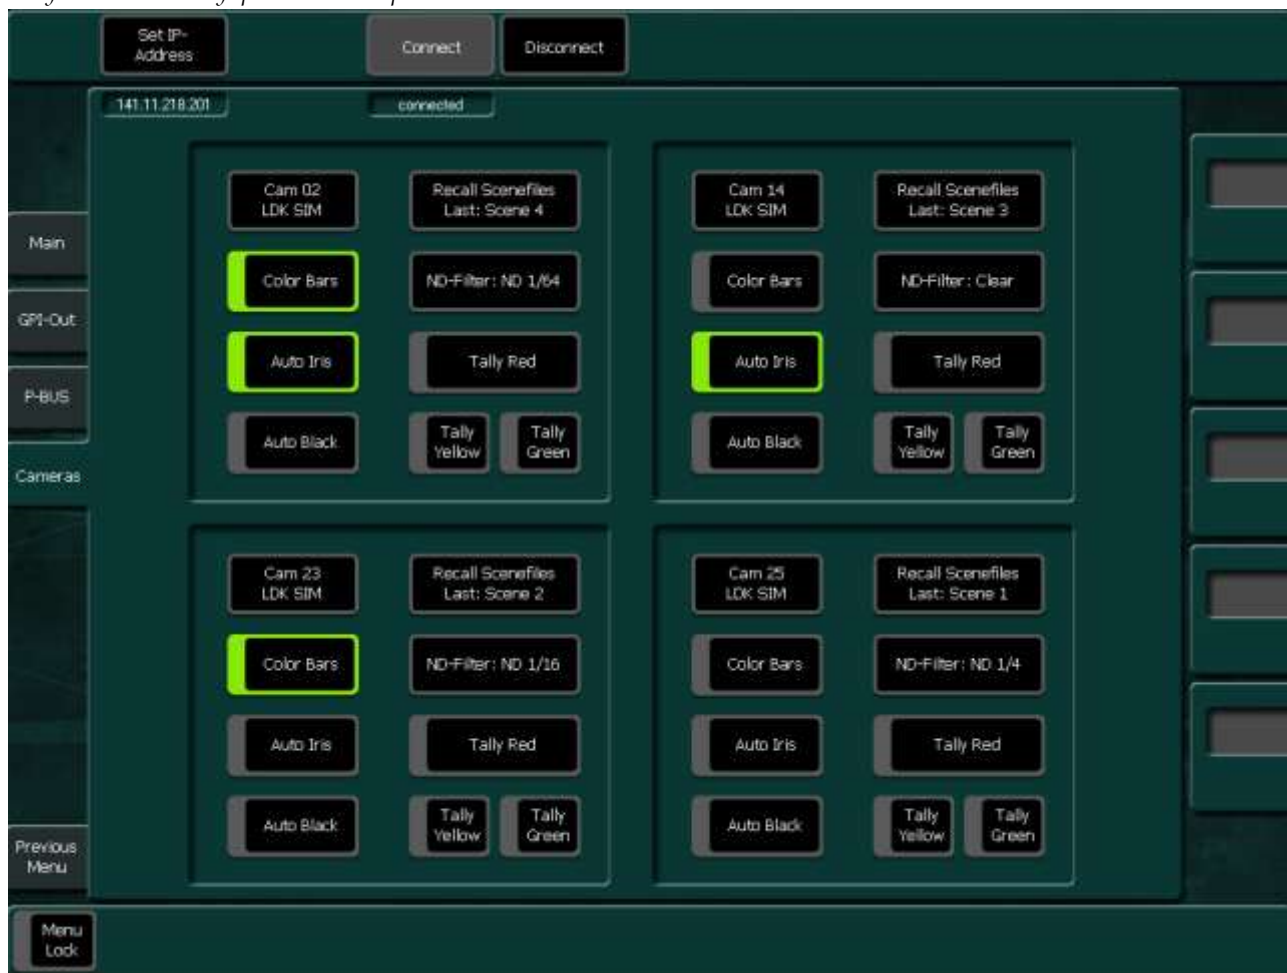 Set IP-
Address
Connect
Disconnect
141.11.218.201
connected
Cam 02
LDK SIM
Recall Scenefiles
Last: Scene 4
Color Bars
ND-Filter: ND 1/64
Auto Iris
Tally Red
Auto Black
Tally
Yellow
Tally
Green
Cam 14
LDK SIM
Recall Scenefiles
Last: Scene 3
Color Bars
ND-Filter: Clear
Auto Iris
Tally Red
Auto Black
Tally
Yellow
Tally
Green
Main
GPI-Out
P-BUS
Cameras
Cam 23
LDK SIM
Recall Scenefiles
Last: Scene 2
Color Bars
ND-Filter: ND 1/16
Auto Iris
Tally Red
Auto Black
Tally
Yellow
Tally
Green
Cam 25
LDK SIM
Recall Scenefiles
Last: Scene 1
Color Bars
ND-Filter: ND 1/4
Auto Iris
Tally Red
Auto Black
Tally
Yellow
Tally
Green
Previous
Menu
Menu
Lock